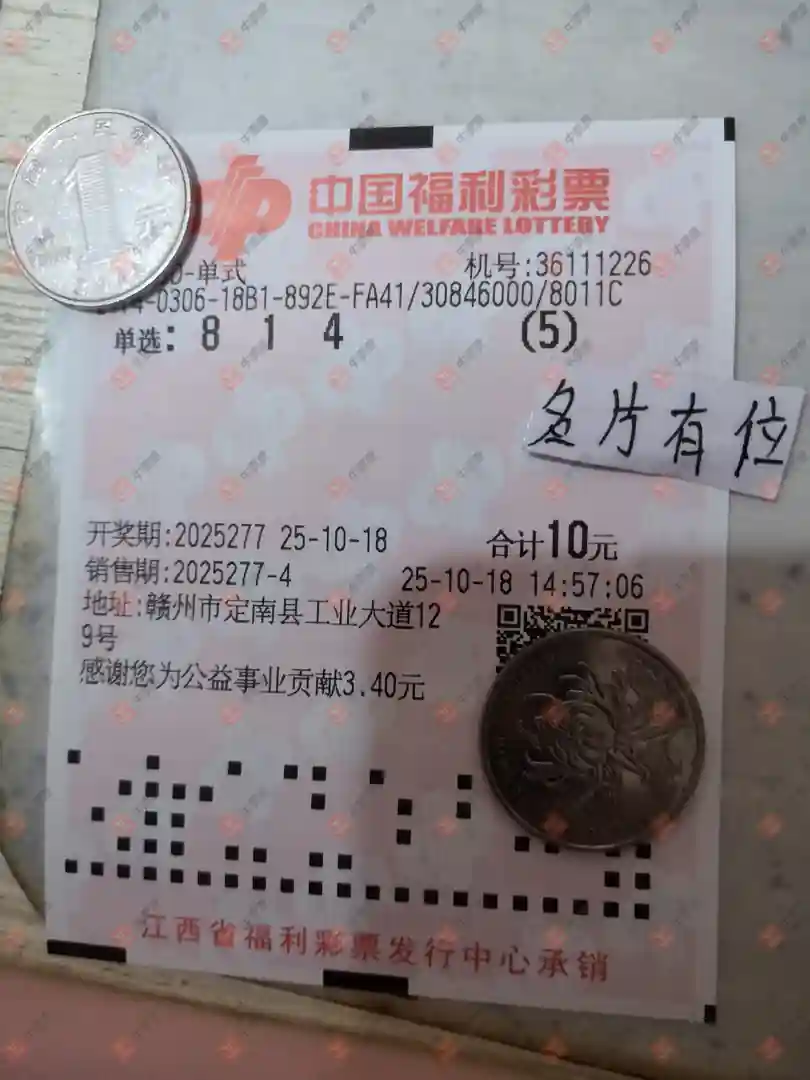 中国福利彩票
CHINA WELFARE LOTTERY
D-单式 机号:36111226
-0306-18B1-892E-FA41/30846000/8011C
单选: 8 1 4 (5)
名片有位
开奖期:2025277 25-10-18 合计10元
销售期:2025277-4 25-10-18 14:57:06
地址:赣州市定南县工业大道12
9号
感谢您为公益事业贡献3.40元
江西省福利彩票发行中心承销
1
元